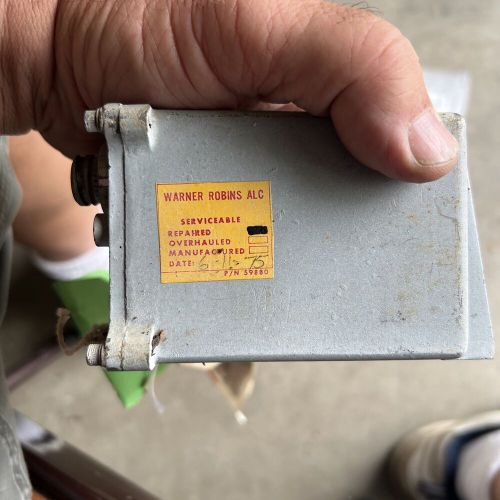 WARNER ROBINS ALC
SERVICEABLE
REPAIRED
OVERHAULED
MANUFACTURED
DATE: 6-11-75
P/N 59880